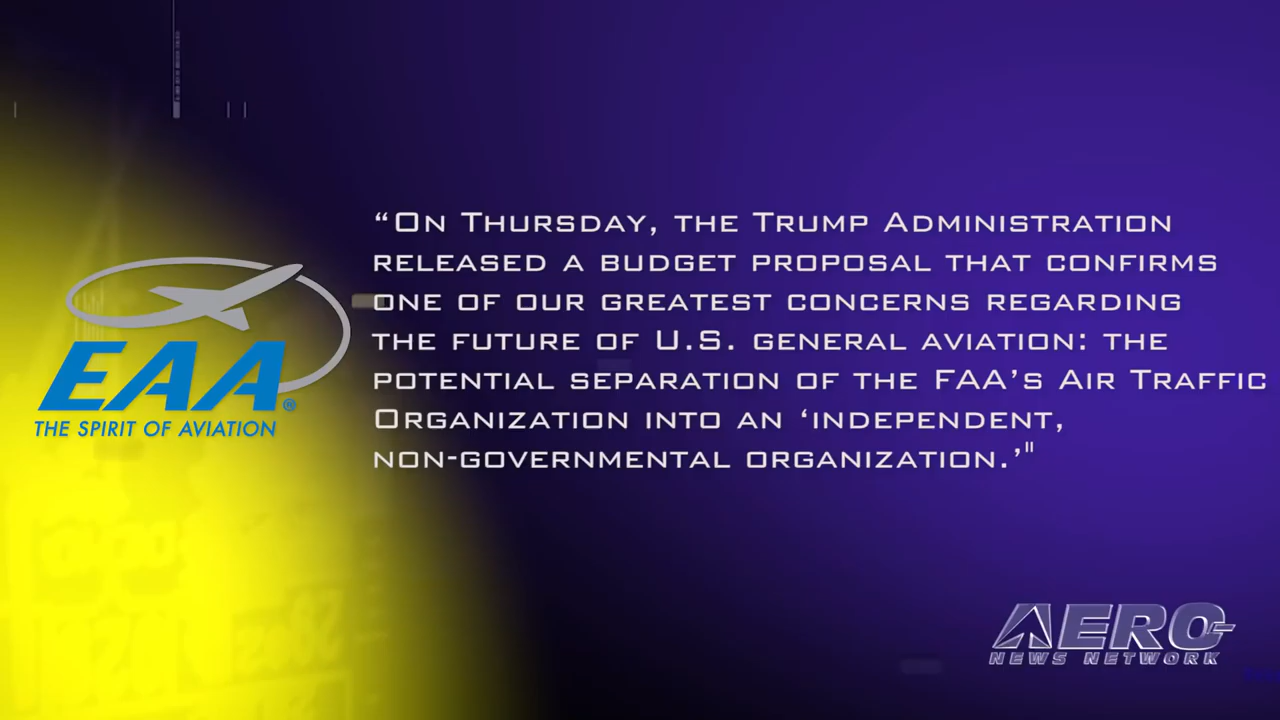 “On Thursday, the Trump Administration
released a budget proposal that confirms
one of our greatest concerns regarding
the future of U.S. general aviation: the
potential separation of the FAA’s Air Traffic
Organization into an ‘independent,
non-governmental organization.’"
EAA®
THE SPIRIT OF AVIATION
AERO
NEWS NETWORK